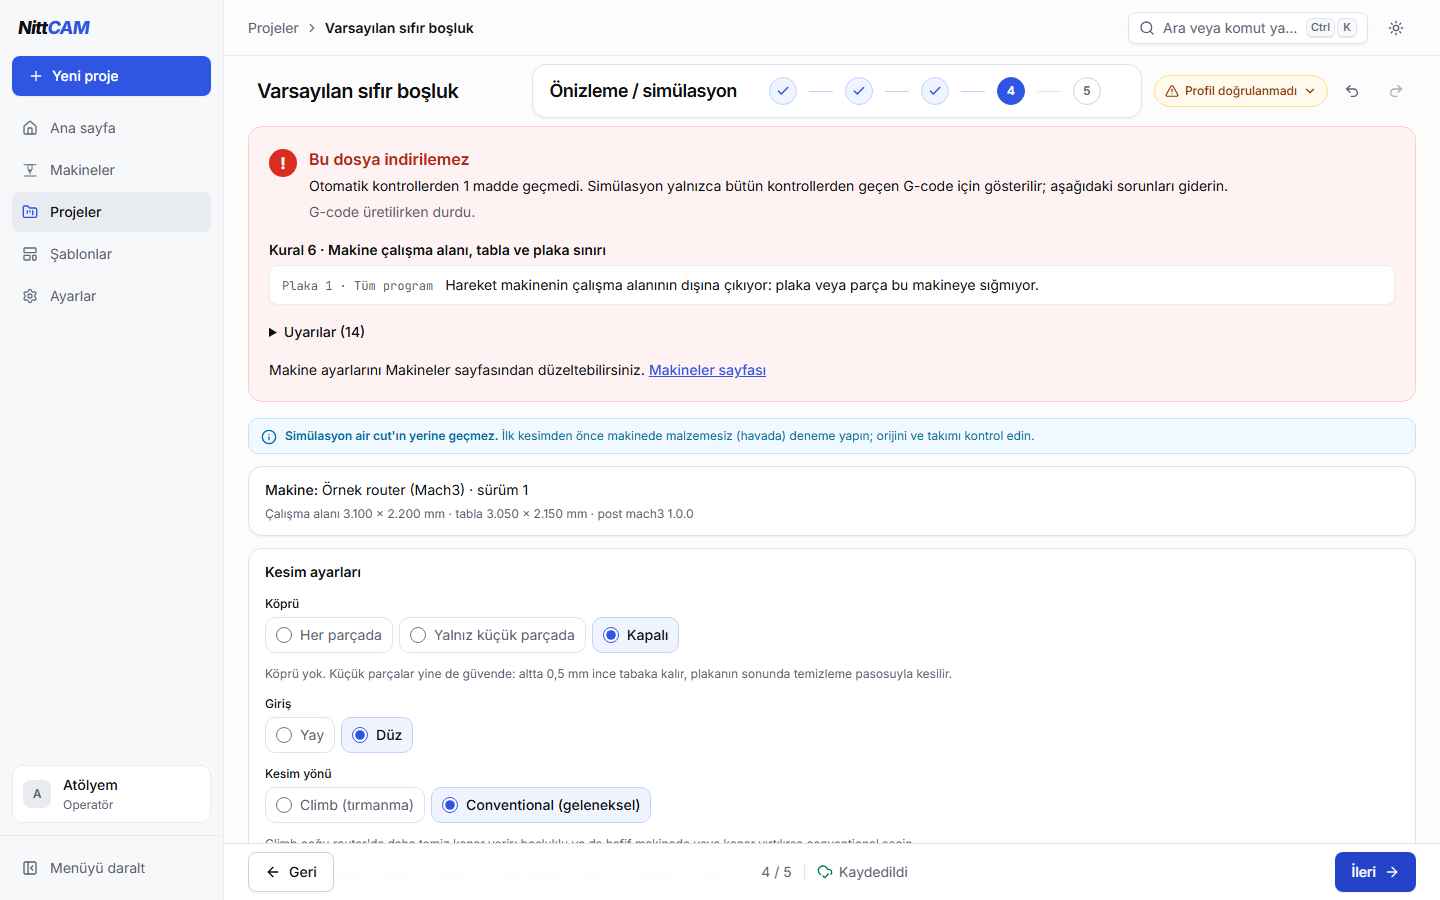 NittCAM
Projeler > Varsayılan sıfır boşluk
Ara veya komut ya... Ctrl K
Yeni proje
Ana sayfa
Makineler
Projeler
Şablonlar
Ayarlar
Varsayılan sıfır boşluk
Önizleme / simülasyon 4 5
Profil doğrulanmadı
! Bu dosya indirilemez
Otomatik kontrollerden 1 madde geçmedi. Simülasyon yalnızca bütün kontrollerden geçen G-code için gösterilir; aşağıdaki sorunları giderin.
G-code üretilirken durdu.
Kural 6 · Makine çalışma alanı, tabla ve plaka sınırı
Plaka 1 · Tüm program Hareket makinenin çalışma alanının dışına çıkıyor: plaka veya parça bu makineye sığmıyor.
Uyarılar (14)
Makine ayarlarını Makineler sayfasından düzeltebilirsiniz. Makineler sayfası
Simülasyon air cut'ın yerine geçmez. İlk kesimden önce makinede malzemesiz (havada) deneme yapın; orijini ve takımı kontrol edin.
Makine: Örnek router (Mach3) · sürüm 1
Çalışma alanı 3.100 × 2.200 mm · tabla 3.050 × 2.150 mm · post mach3 1.0.0
Kesim ayarları
Köprü
Her parçada Yalnız küçük parçada Kapalı
Köprü yok. Küçük parçalar yine de güvende: altta 0,5 mm ince tabaka kalır, plakanın sonunda temizleme pasosuyla kesilir.
Giriş
Yay Düz
Kesim yönü
Climb (tırmanma) Conventional (geleneksel)
A Atölyem
Operatör
Menüyü daralt
Geri
4 / 5 Kaydedildi
İleri